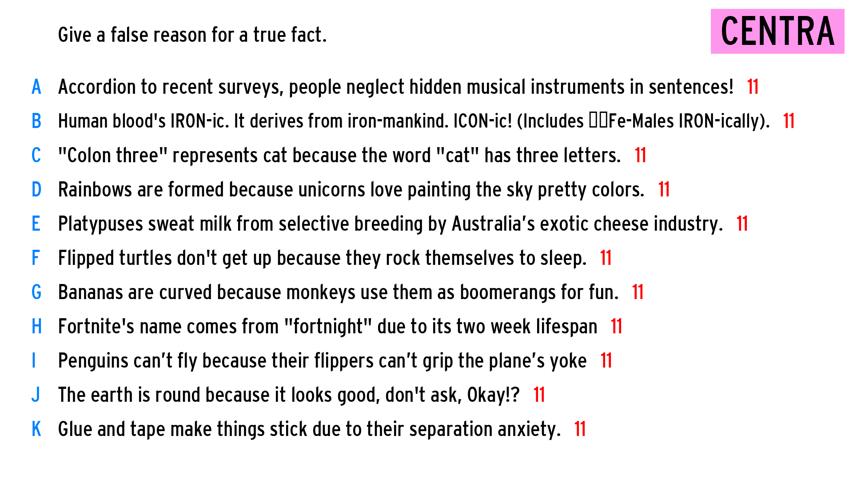 Give a false reason for a true fact.
CENTRA
A Accordion to recent surveys, people neglect hidden musical instruments in sentences! 11
B Human blood's IRON-ic. It derives from iron-mankind. ICON-ic! (Includes ▯▯Fe-Males IRON-ically). 11
C "Colon three" represents cat because the word "cat" has three letters. 11
D Rainbows are formed because unicorns love painting the sky pretty colors. 11
E Platypuses sweat milk from selective breeding by Australia’s exotic cheese industry. 11
F Flipped turtles don't get up because they rock themselves to sleep. 11
G Bananas are curved because monkeys use them as boomerangs for fun. 11
H Fortnite's name comes from "fortnight" due to its two week lifespan 11
I Penguins can’t fly because their flippers can’t grip the plane’s yoke 11
J The earth is round because it looks good, don't ask, Okay!? 11
K Glue and tape make things stick due to their separation anxiety. 11